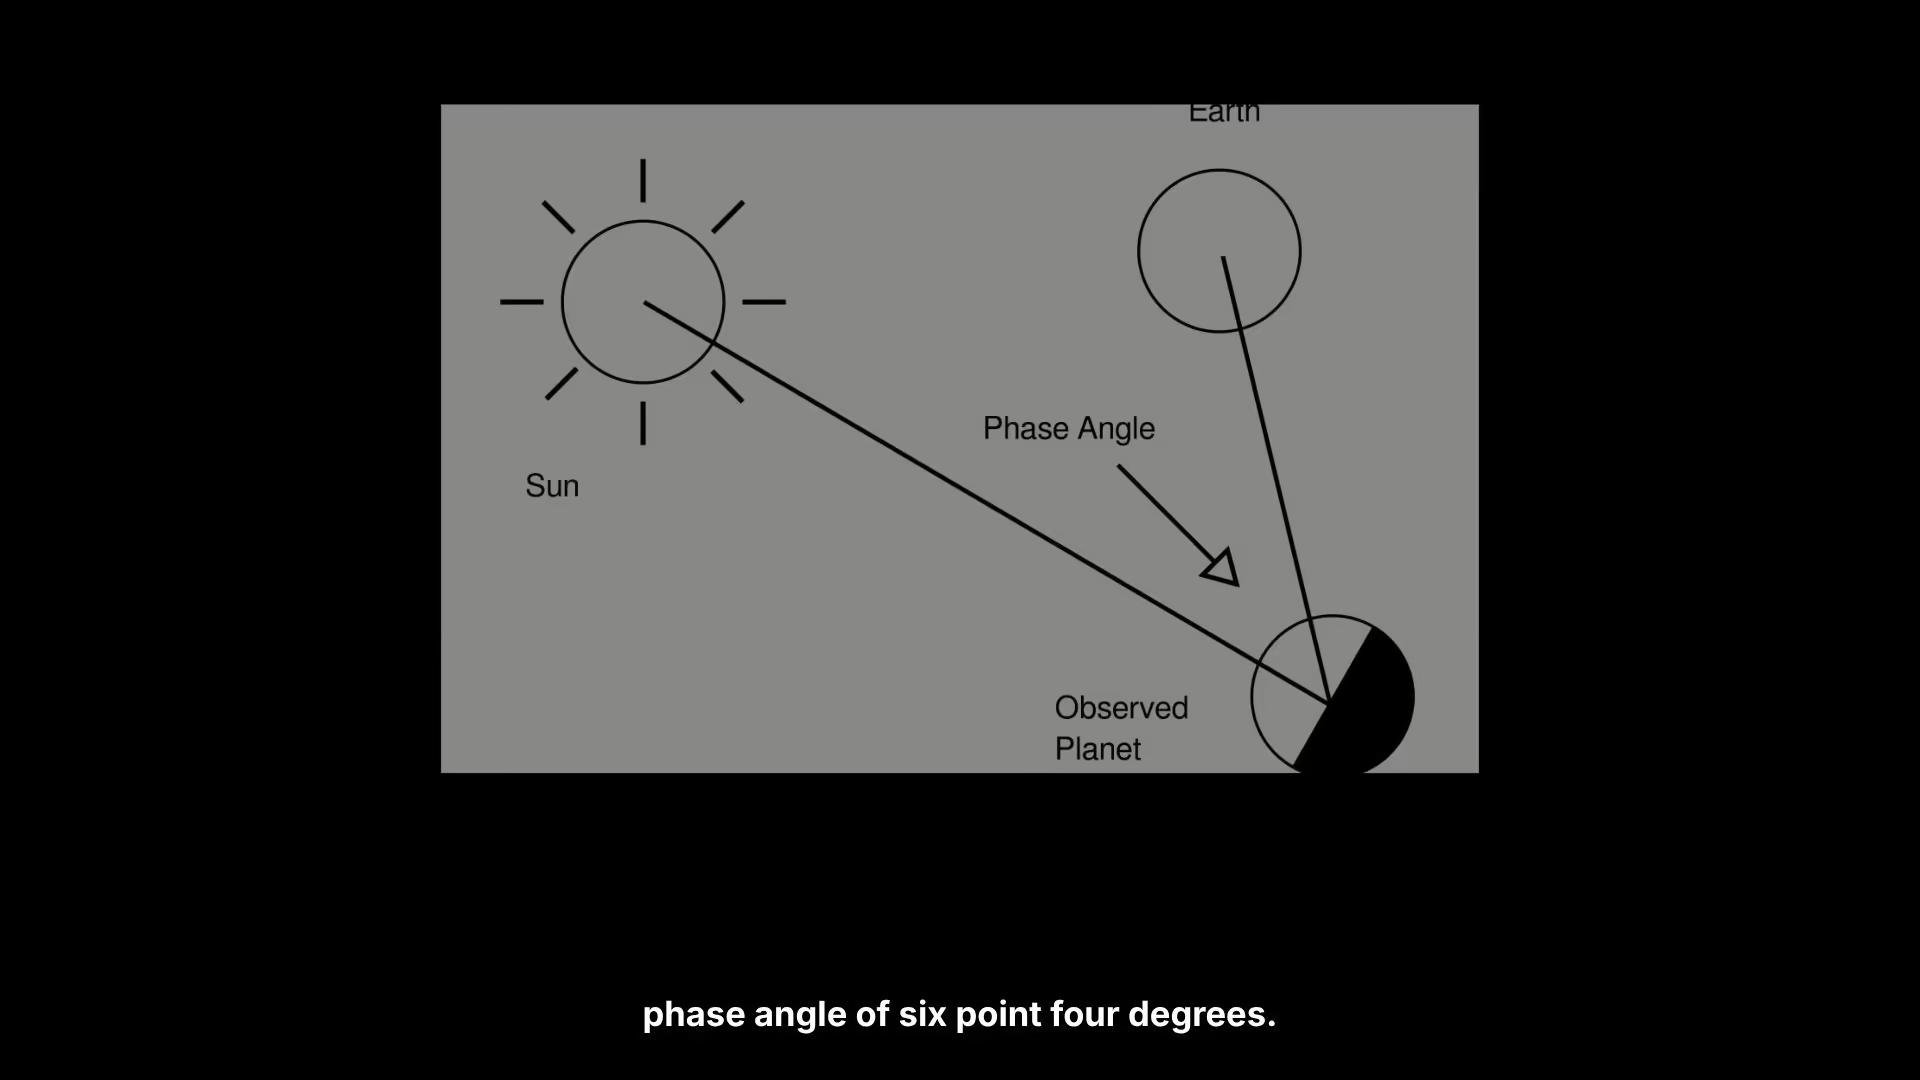 Earth
Phase Angle
Sun
Observed
Planet
phase angle of six point four degrees.